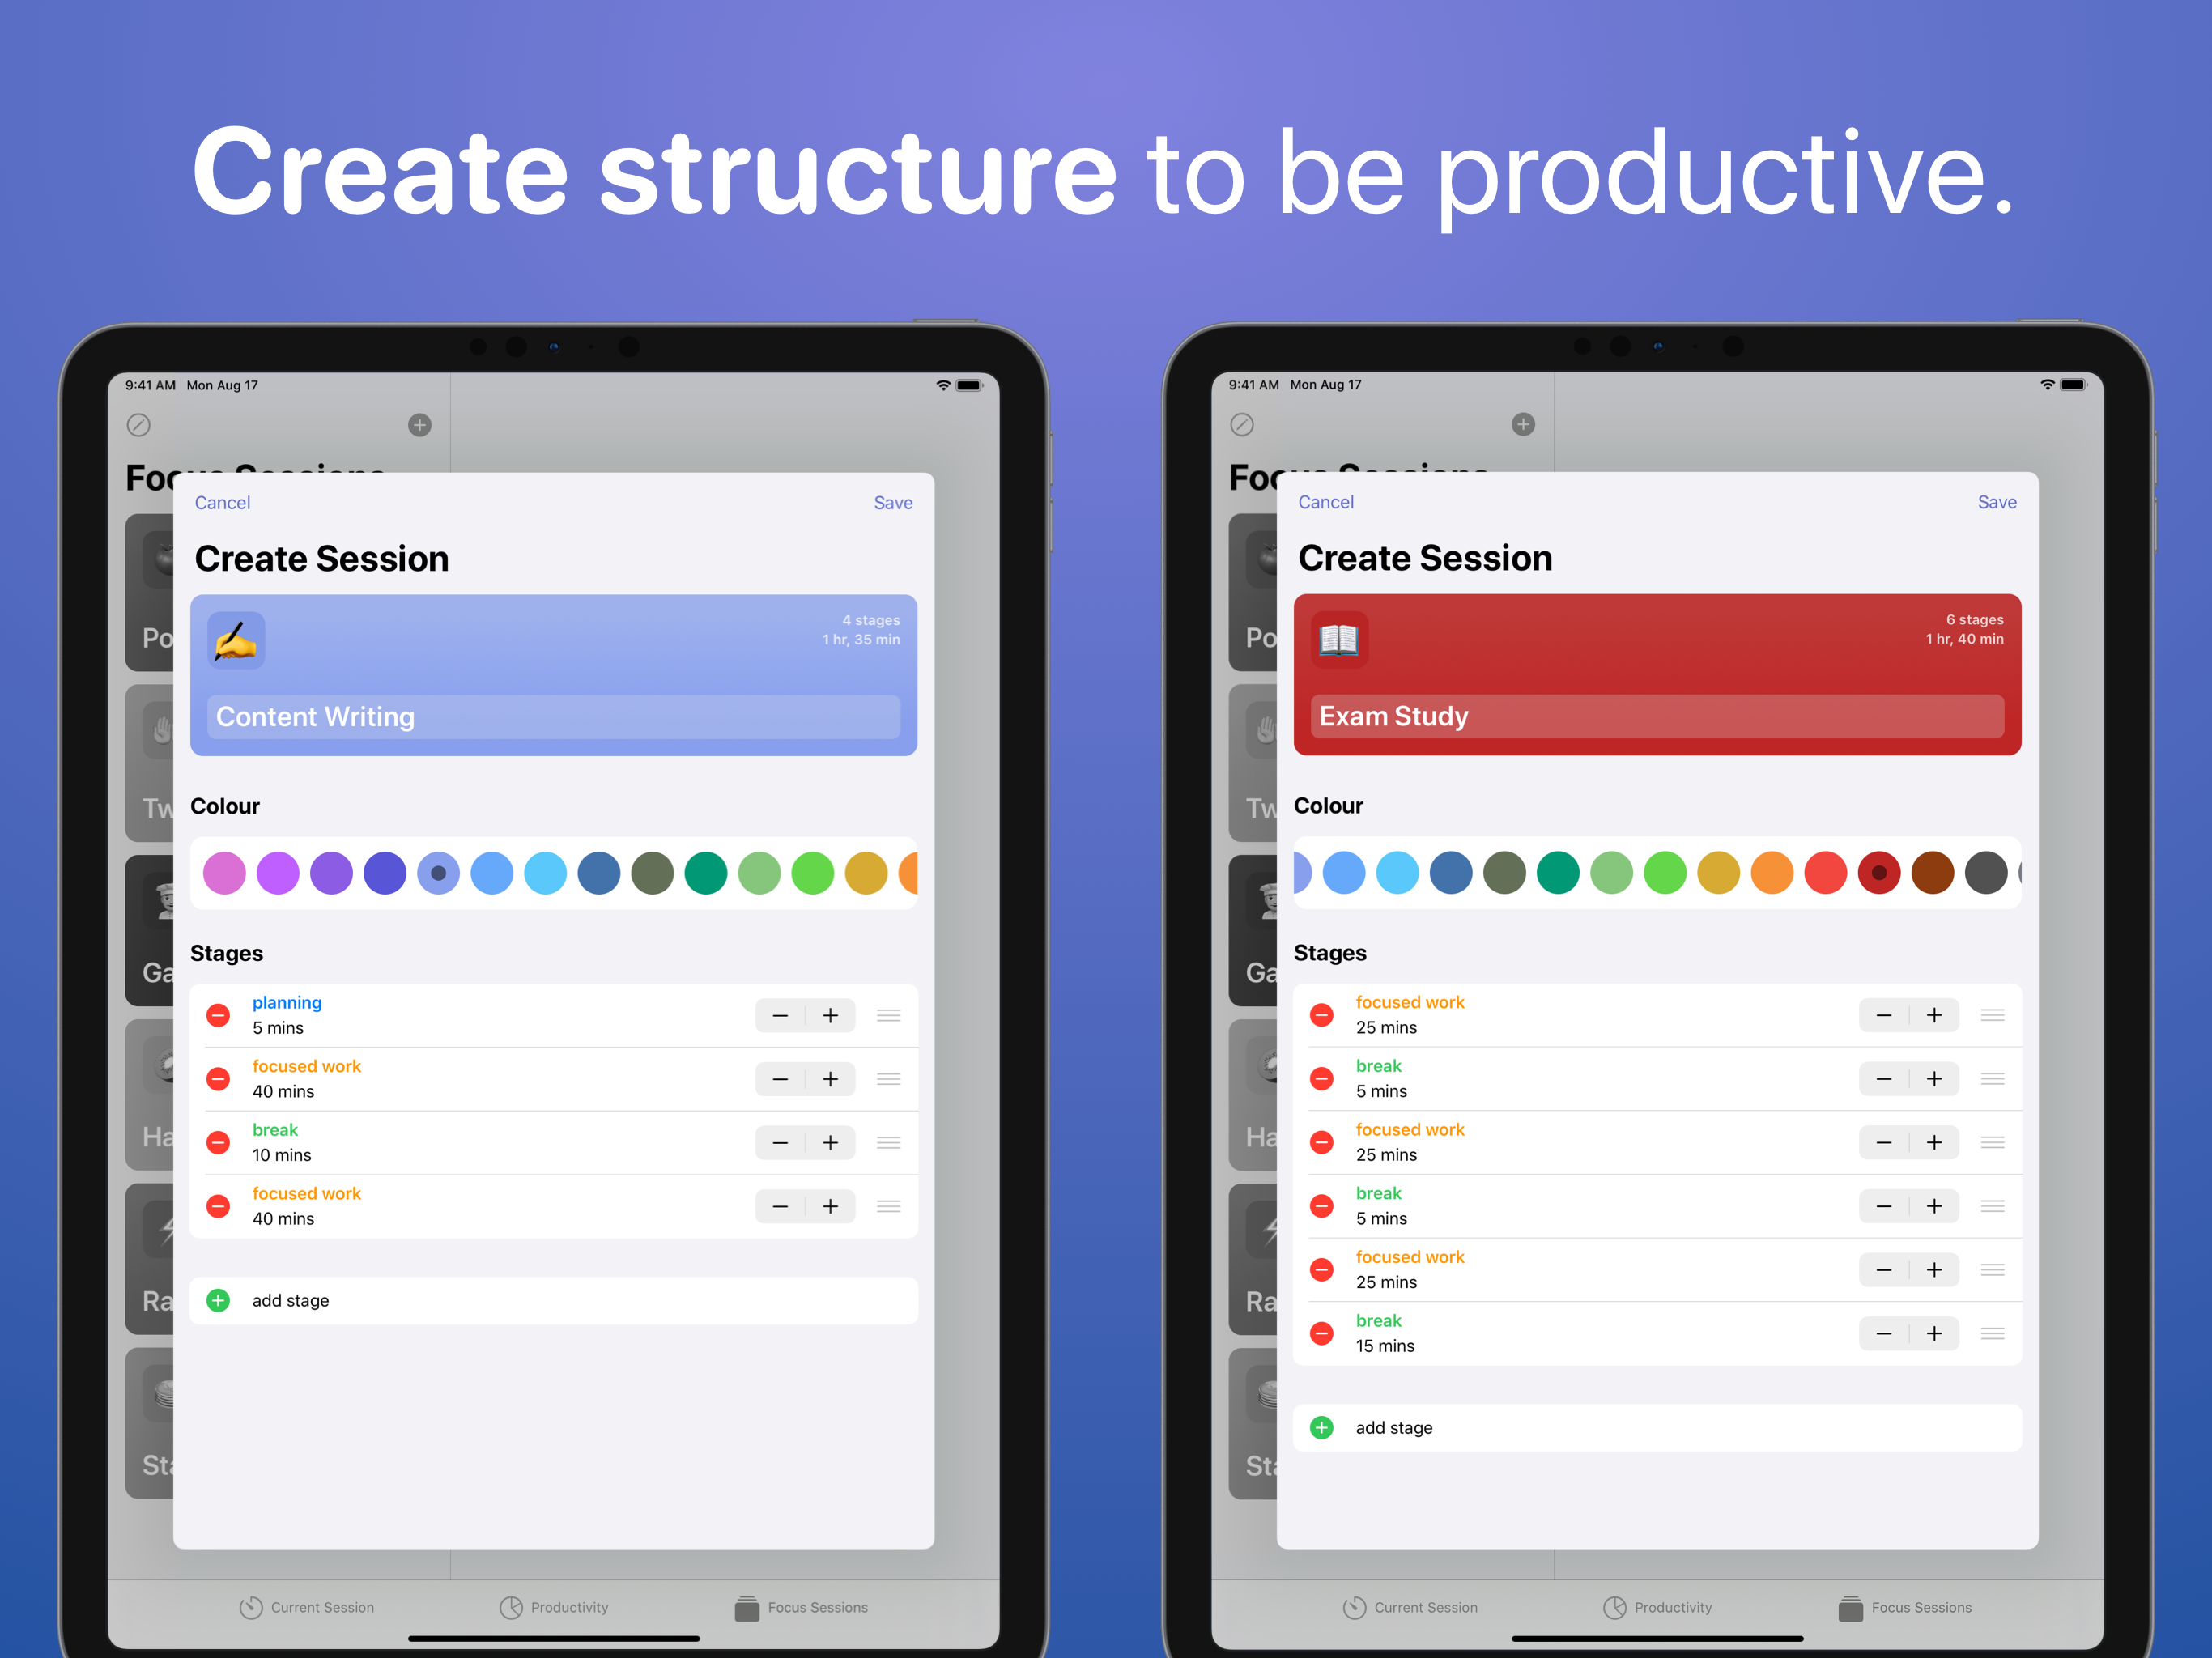 Create structure to be productive.
9:41 AM Mon Aug 17
Cancel
Save
Create Session
4 stages
1 hr, 35 min
Content Writing
Colour
Stages
planning
5 mins
focused work
40 mins
break
10 mins
focused work
40 mins
add stage
Po
Tw
Ga
Ha
Ra
Current Session
Productivity
Focus Sessions
9:41 AM Mon Aug 17
Cancel
Save
Create Session
6 stages
1 hr, 40 min
Exam Study
Colour
Stages
focused work
25 mins
break
5 mins
focused work
25 mins
break
5 mins
focused work
25 mins
break
15 mins
add stage
Po
Tw
Ga
Ha
Ra
Current Session
Productivity
Focus Sessions